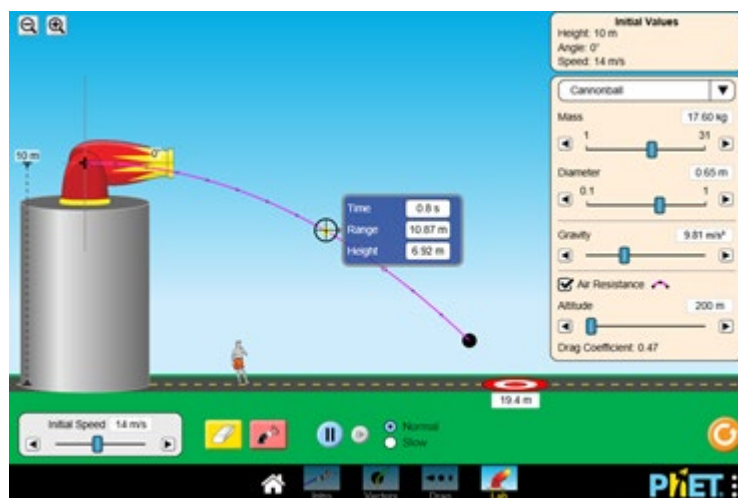 Initial Values
Height: 10 m
Angle: 0°
Speed: 14 m/s
Cannonball
Mass 17.60 kg
1 31
Diameter 0.65 m
0.1 1
Gravity 9.81 m/s²
Air Resistance
Altitude 200 m
Drag Coefficient: 0.47
10 m
0°
Time 0.8 s
Range 10.87 m
Height 6.92 m
19.4 m
Initial Speed 14 m/s
Normal
Slow
Intro Vectors Drag Lab
PhET